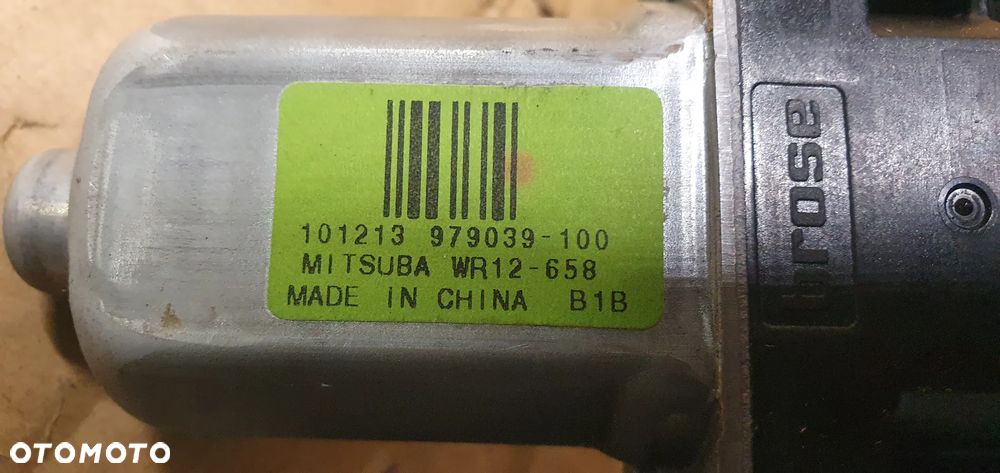 101213 979039-100
MITSUBA WR12-658
MADE IN CHINA B1B
brose
OTOMOTO